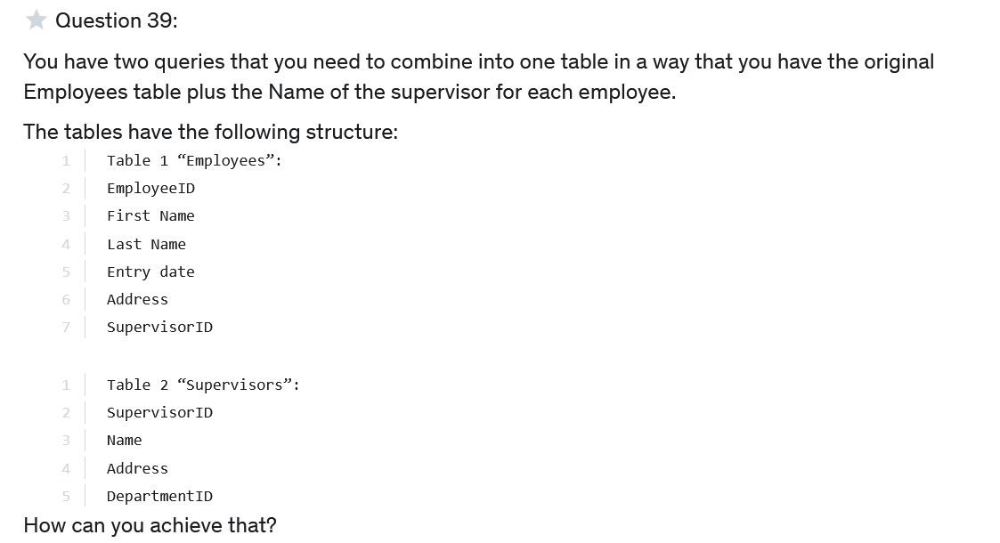 Question 39:
You have two queries that you need to combine into one table in a way that you have the original
Employees table plus the Name of the supervisor for each employee.
The tables have the following structure:
1 Table 1 “Employees”:
2 EmployeeID
3 First Name
4 Last Name
5 Entry date
6 Address
7 SupervisorID
1 Table 2 “Supervisors”:
2 SupervisorID
3 Name
4 Address
5 DepartmentID
How can you achieve that?